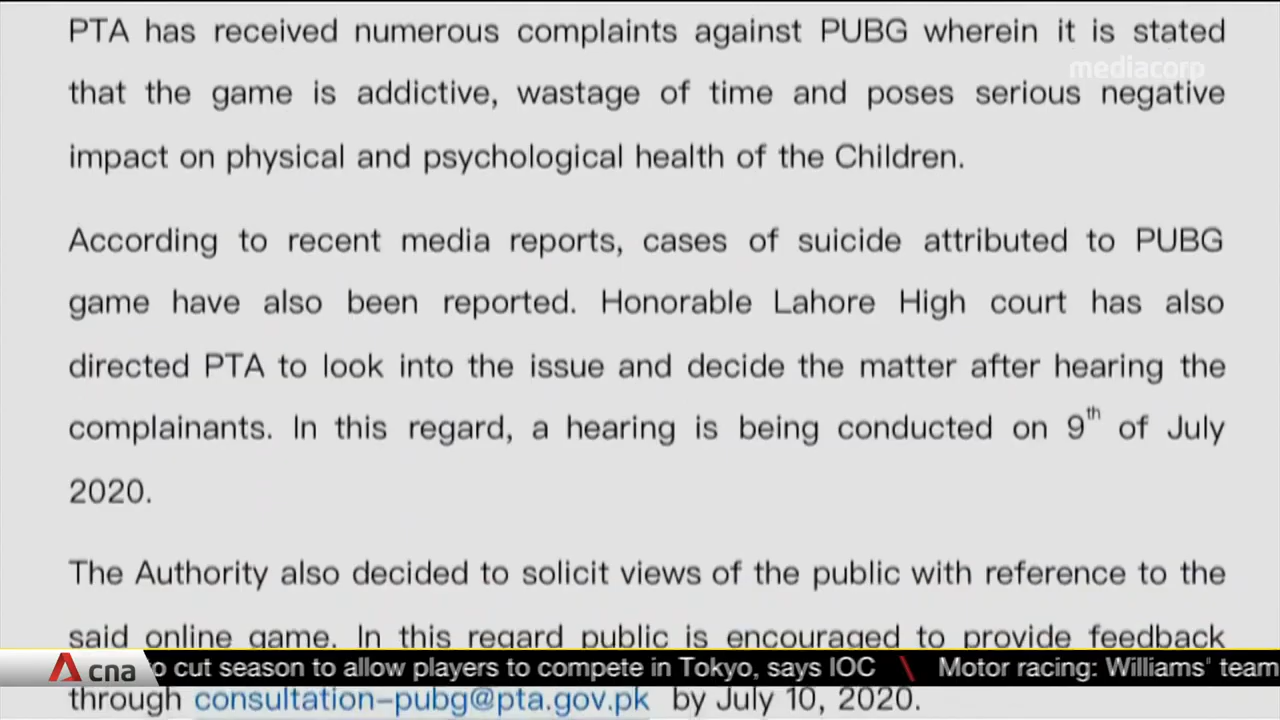 PTA has received numerous complaints against PUBG wherein it is stated
mediacorp
that the game is addictive, wastage of time and poses serious negative
impact on physical and psychological health of the Children.
According to recent media reports, cases of suicide attributed to PUBG
game have also been reported. Honorable Lahore High court has also
directed PTA to look into the issue and decide the matter after hearing the
complainants. In this regard, a hearing is being conducted on 9th of July
2020.
The Authority also decided to solicit views of the public with reference to the
said online game. In this regard public is encouraged to provide feedback
cna o cut season to allow players to compete in Tokyo, says IOC \ Motor racing: Williams' team
through consultation-pubg@pta.gov.pk by July 10, 2020.